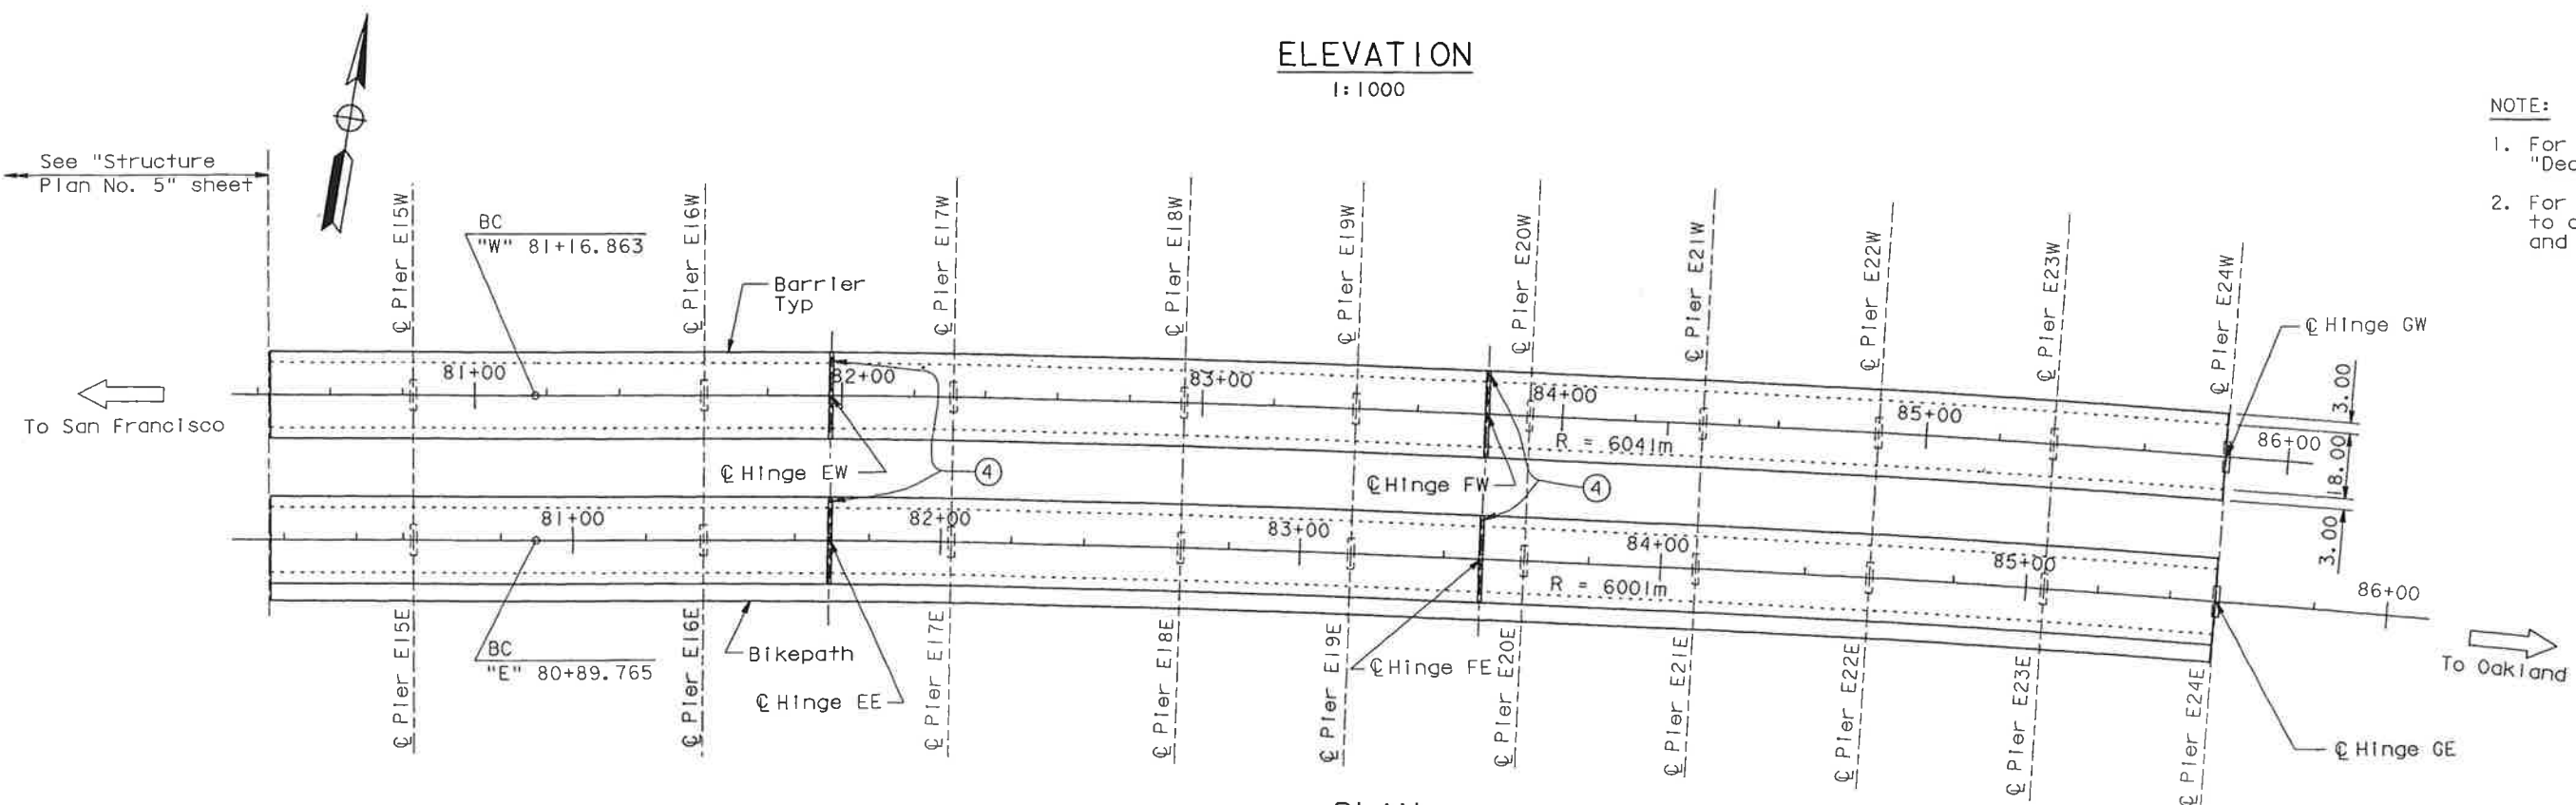 ELEVATION
1:1000
NOTE:
1. For
"Dec
2. For
to c
and
See "Structure
Plan No. 5" sheet
℄ Pier E15W
℄ Pier E16W
℄ Pier E17W
℄ Pier E18W
℄ Pier E19W
℄ Pier E20W
℄ Pier E21W
℄ Pier E22W
℄ Pier E23W
℄ Pier E24W
BC
"W" 81+16.863
Barrier
Typ
℄ Hinge GW
81+00
82+00
83+00
84+00
85+00
86+00
To San Francisco
R = 6041m
℄ Hinge EW
4
℄ Hinge FW
4
3.00
18.00
3.00
81+00
82+00
83+00
84+00
85+00
86+00
R = 6001m
To Oakland
BC
"E" 80+89.765
Bikepath
℄ Hinge EE
℄ Hinge FE
℄ Hinge GE
℄ Pier E15E
℄ Pier E16E
℄ Pier E17E
℄ Pier E18E
℄ Pier E19E
℄ Pier E20E
℄ Pier E21E
℄ Pier E22E
℄ Pier E23E
℄ Pier E24E